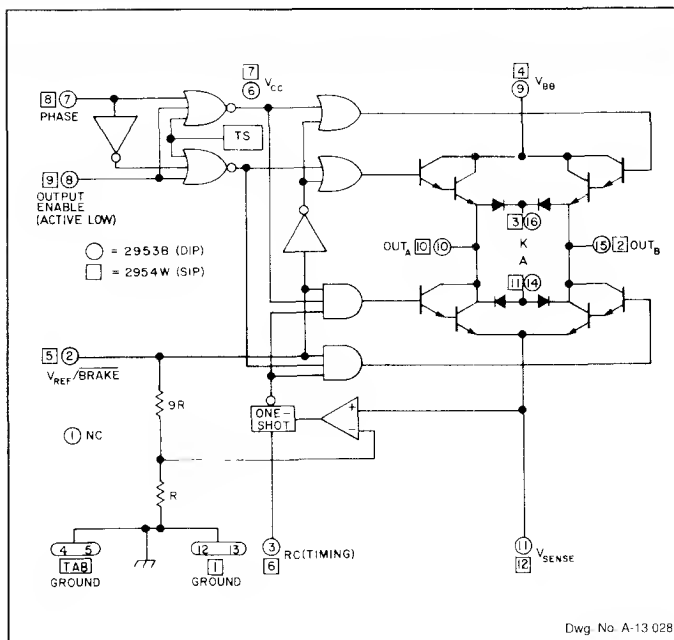 7
6 VCC
4
9 VBB
8 7
PHASE
TS
9 8
OUTPUT
ENABLE
(ACTIVE LOW)
○ = 2953B (DIP)
□ = 2954W (SIP)
3 16
K
OUTA 10 10
15 2 OUTB
A
11 14
5 2
VREF/BRAKE
9R
ONE-
SHOT
+
−
1 NC
R
4 5
TAB
GROUND
12 13
1
GROUND
3 RC (TIMING)
6
11
12 VSENSE
Dwg. No. A-13,028